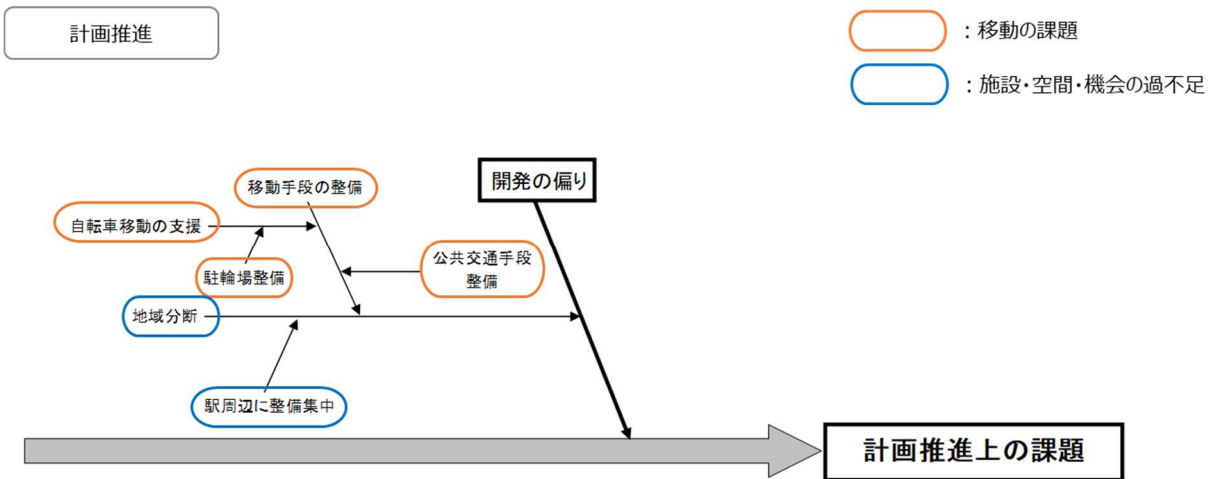 計画推進
：移動の課題
：施設・空間・機会の過不足
開発の偏り
移動手段の整備
自転車移動の支援
公共交通手段
整備
駐輪場整備
地域分断
駅周辺に整備集中
計画推進上の課題